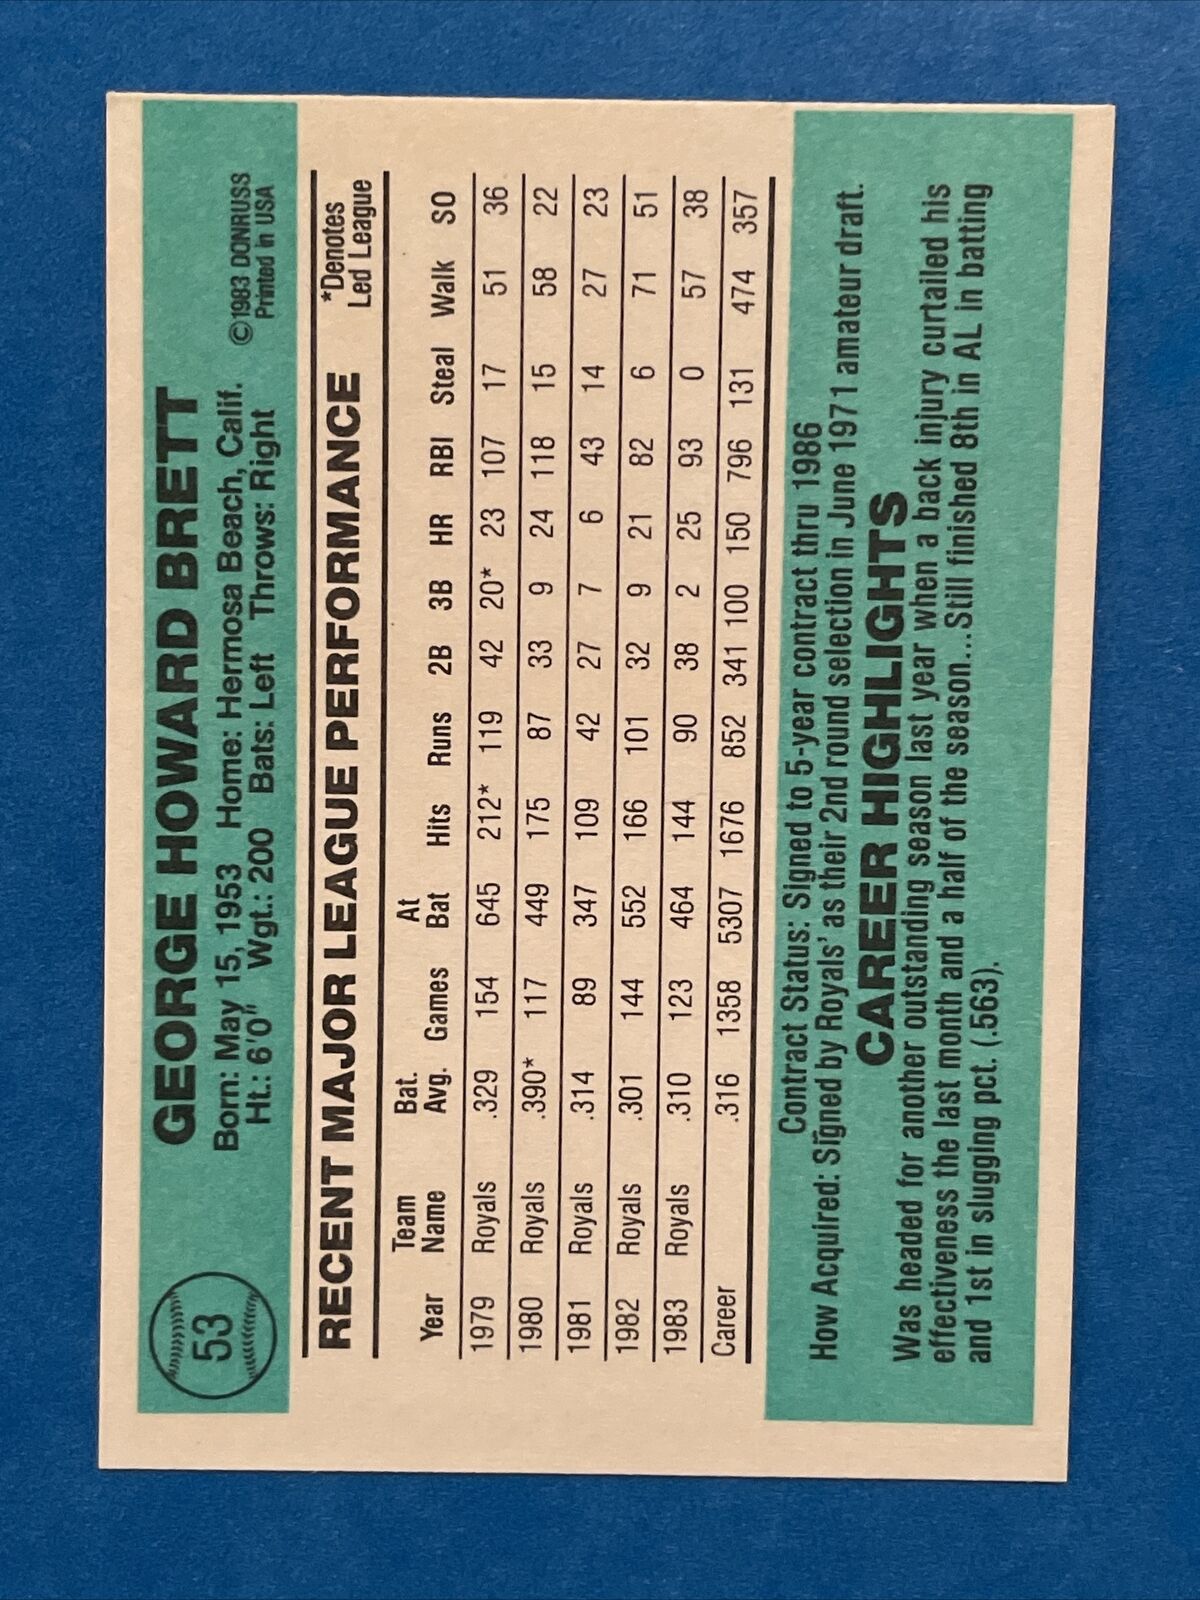 53
GEORGE HOWARD BRETT
Born: May 15, 1953 Home: Hermosa Beach, Calif.
Ht.: 6'0" Wgt.: 200 Bats: Left Throws: Right
©1983 DONRUSS
Printed in USA
RECENT MAJOR LEAGUE PERFORMANCE
*Denotes
Led League
Year Team Name Bat. Avg. Games At Bat Hits Runs 2B 3B HR RBI Steal Walk SO
1979 Royals .329 154 645 212* 119 42 20* 23 107 17 51 36
1980 Royals .390* 117 449 175 87 33 9 24 118 15 58 22
1981 Royals .314 89 347 109 42 27 7 6 43 14 27 23
1982 Royals .301 144 552 166 101 32 9 21 82 6 71 51
1983 Royals .310 123 464 144 90 38 2 25 93 0 57 38
Career .316 1358 5307 1676 852 341 100 150 796 131 474 357
Contract Status: Signed to 5-year contract thru 1986
How Acquired: Signed by Royals' as their 2nd round selection in June 1971 amateur draft.
CAREER HIGHLIGHTS
Was headed for another outstanding season last year when a back injury curtailed his
effectiveness the last month and a half of the season...Still finished 8th in AL in batting
and 1st in slugging pct. (.563).